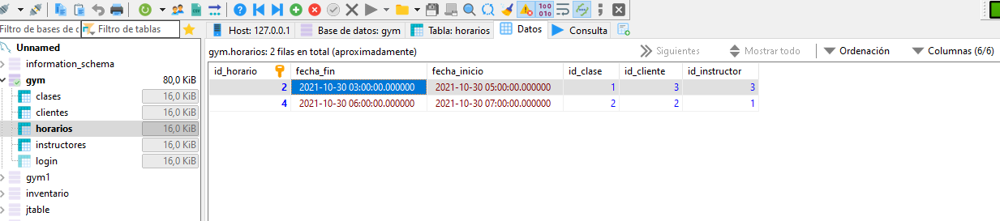 Filtro de bases de c
Filtro de tablas
Host: 127.0.0.1
Base de datos: gym
Tabla: horarios
Datos
Consulta
Unnamed
information_schema
gym 80,0 KiB
clases 16,0 KiB
clientes 16,0 KiB
horarios 16,0 KiB
instructores 16,0 KiB
login 16,0 KiB
gym1
inventario
jtable
gym.horarios: 2 filas en total (aproximadamente)
Siguientes
Mostrar todo
Ordenación
Columnas (6/6)
id_horario fecha_fin fecha_inicio id_clase id_cliente id_instructor
2 2021-10-30 03:00:00.000000 2021-10-30 05:00:00.000000 1 3 3
4 2021-10-30 06:00:00.000000 2021-10-30 07:00:00.000000 2 2 1